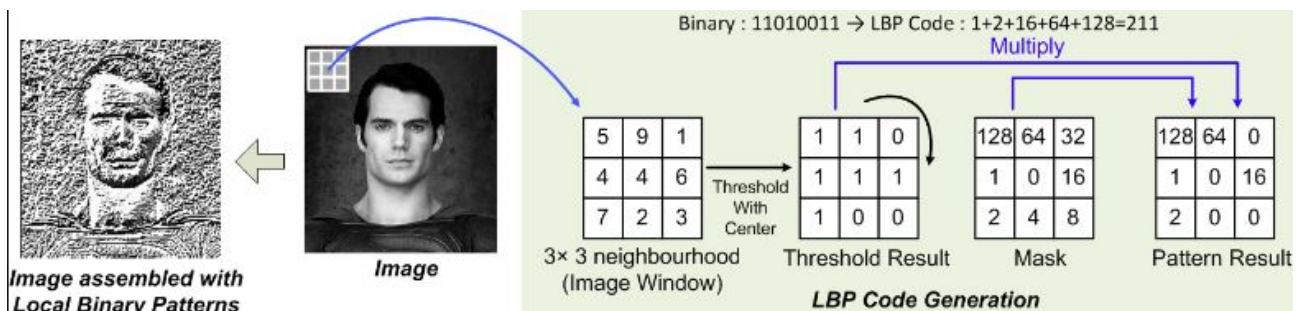 Binary : 11010011 → LBP Code : 1+2+16+64+128=211
Multiply
5 9 1
4 4 6
7 2 3
Threshold
With
Center
1 1 0
1 1 1
1 0 0
128 64 32
1 0 16
2 4 8
128 64 0
1 0 16
2 0 0
3× 3 neighbourhood
(Image Window)
Threshold Result
Mask
Pattern Result
LBP Code Generation
Image
Image assembled with
Local Binary Patterns